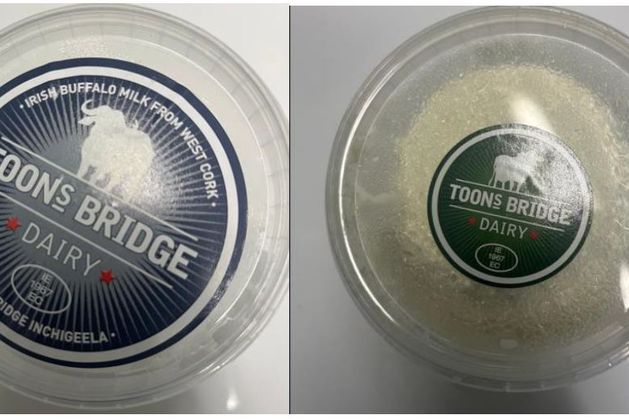 • IRISH BUFFALO MILK FROM WEST CORK •
TOONS BRIDGE
DAIRY
IE
1967
EC
BRIDGE INCHIGEELA •
TOONS BRIDGE
DAIRY
IE
1967
EC